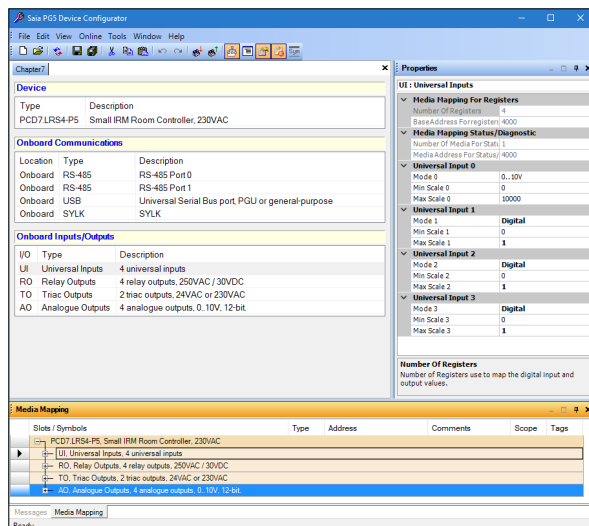 Saia PG5 Device Configurator
File Edit View Online Tools Window Help
Chapter7
Device
Type Description
PCD7.LRS4-P5 Small IRM Room Controller, 230VAC
Onboard Communications
Location Type Description
Onboard RS-485 RS-485 Port 0
Onboard RS-485 RS-485 Port 1
Onboard USB Universal Serial Bus port, PGU or general-purpose
Onboard SYLK SYLK
Onboard Inputs/Outputs
I/O Type Description
UI Universal Inputs 4 universal inputs
RO Relay Outputs 4 relay outputs, 250VAC / 30VDC
TO Triac Outputs 2 triac outputs, 24VAC or 230VAC
AO Analogue Outputs 4 analogue outputs, 0..10V, 12-bit.
Properties
UI : Universal Inputs
Media Mapping For Registers
Number Of Registers 4
BaseAddress Forregisters 4000
Media Mapping Status/Diagnostic
Number Of Media For Stati 1
Media Address For Status/ 4000
Universal Input 0
Mode 0 0..10V
Min Scale 0 0
Max Scale 0 10000
Universal Input 1
Mode 1 Digital
Min Scale 1 0
Max Scale 1 1
Universal Input 2
Mode 2 Digital
Min Scale 2 0
Max Scale 2 1
Universal Input 3
Mode 3 Digital
Min Scale 3 0
Max Scale 3 1
Number Of Registers
Number of Registers use to map the digital input and
output values.
Media Mapping
Slots / Symbols Type Address Comments Scope Tags
PCD7.LRS4-P5, Small IRM Room Controller, 230VAC
UI, Universal Inputs, 4 universal inputs
RO, Relay Outputs, 4 relay outputs, 250VAC / 30VDC
TO, Triac Outputs, 2 triac outputs, 24VAC or 230VAC
AO, Analogue Outputs, 4 analogue outputs, 0..10V, 12-bit.
Messages Media Mapping
Ready